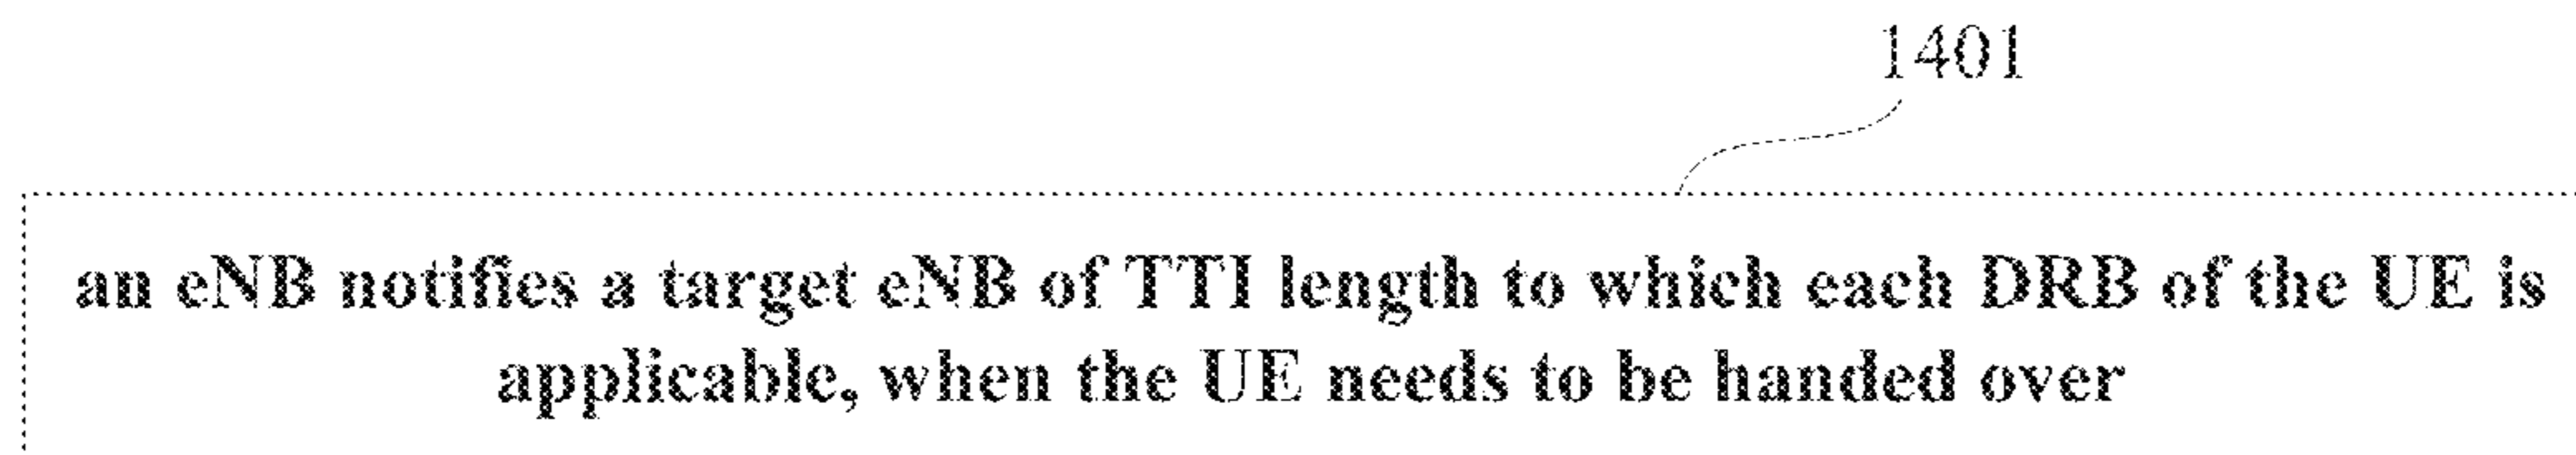 1401
an eNB notifies a target eNB of TTI length to which each DRB of the UE is
applicable, when the UE needs to be handed over